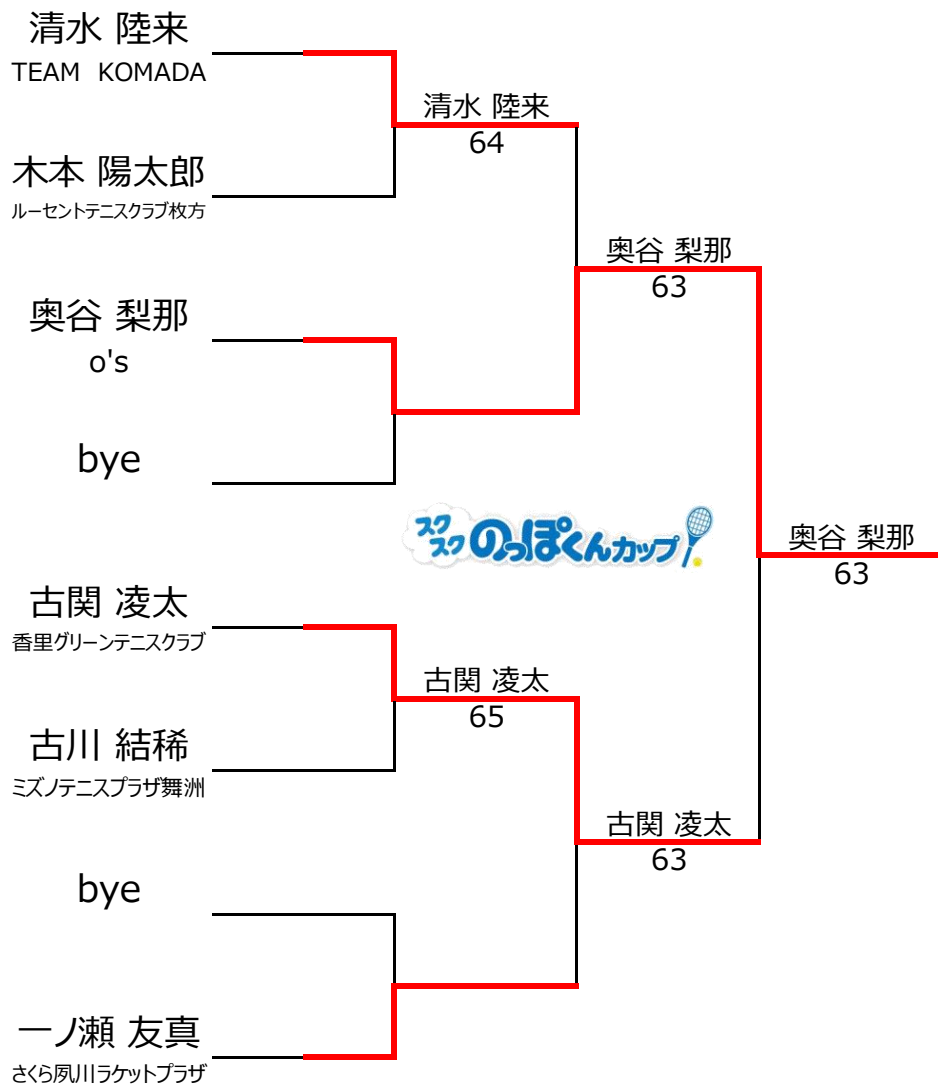 清水 陸来
TEAM KOMADA
清水 陸来
64
木本 陽太郎
ルーセントテニスクラブ枚方
奥谷 梨那
63
奥谷 梨那
o's
bye
スクスクのっぽくんカップ
奥谷 梨那
63
古関 凌太
香里グリーンテニスクラブ
古関 凌太
65
古川 結稀
ミズノテニスプラザ舞洲
古関 凌太
63
bye
一ノ瀬 友真
さくら夙川ラケットプラザ